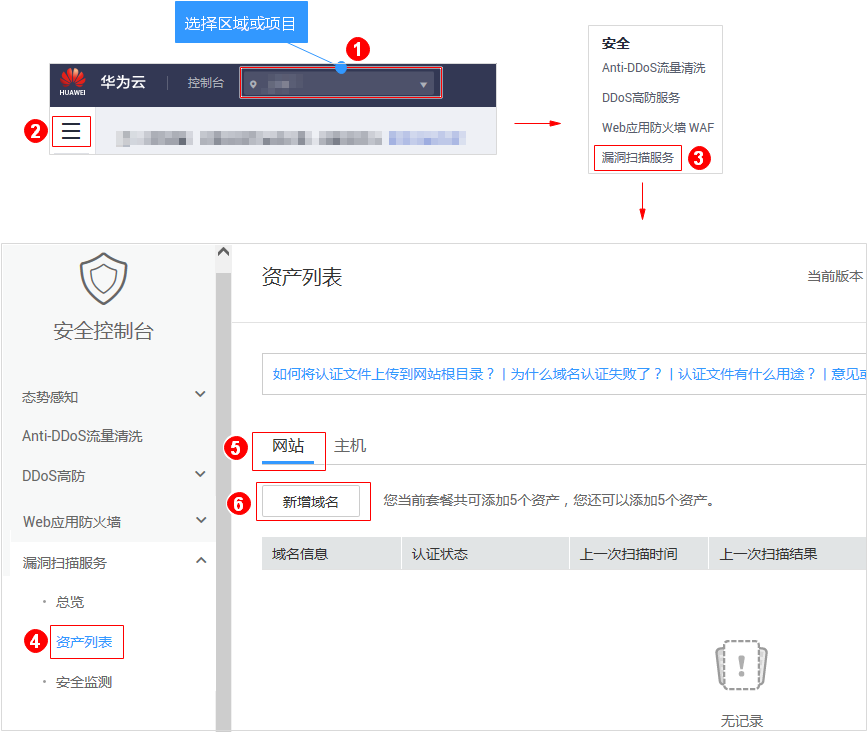 选择区域或项目
1
HUAWEI
华为云
控制台
2
安全
Anti-DDoS流量清洗
DDoS高防服务
Web应用防火墙 WAF
漏洞扫描服务
3
安全控制台
态势感知
Anti-DDoS流量清洗
DDoS高防
Web应用防火墙
漏洞扫描服务
· 总览
4
资产列表
· 安全监测
资产列表
当前版本
如何将认证文件上传到网站根目录？ | 为什么域名认证失败了？ | 认证文件有什么用途？ | 意见或
5
网站
主机
6
新增域名
您当前套餐共可添加5个资产，您还可以添加5个资产。
域名信息
认证状态
上一次扫描时间
上一次扫描结果
无记录